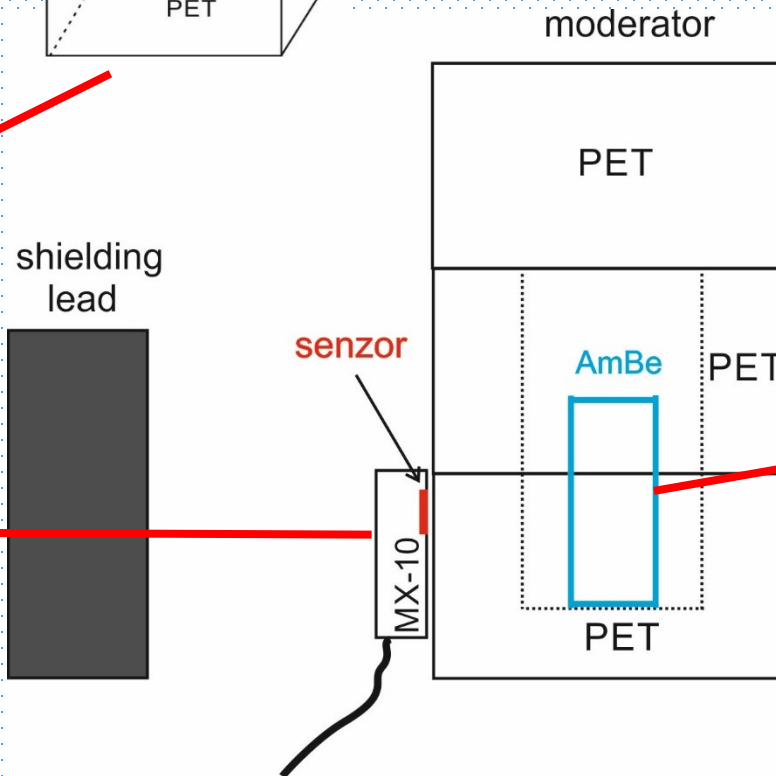 PET
moderator
PET
shielding
lead
senzor
AmBe
PET
MX-10
PET